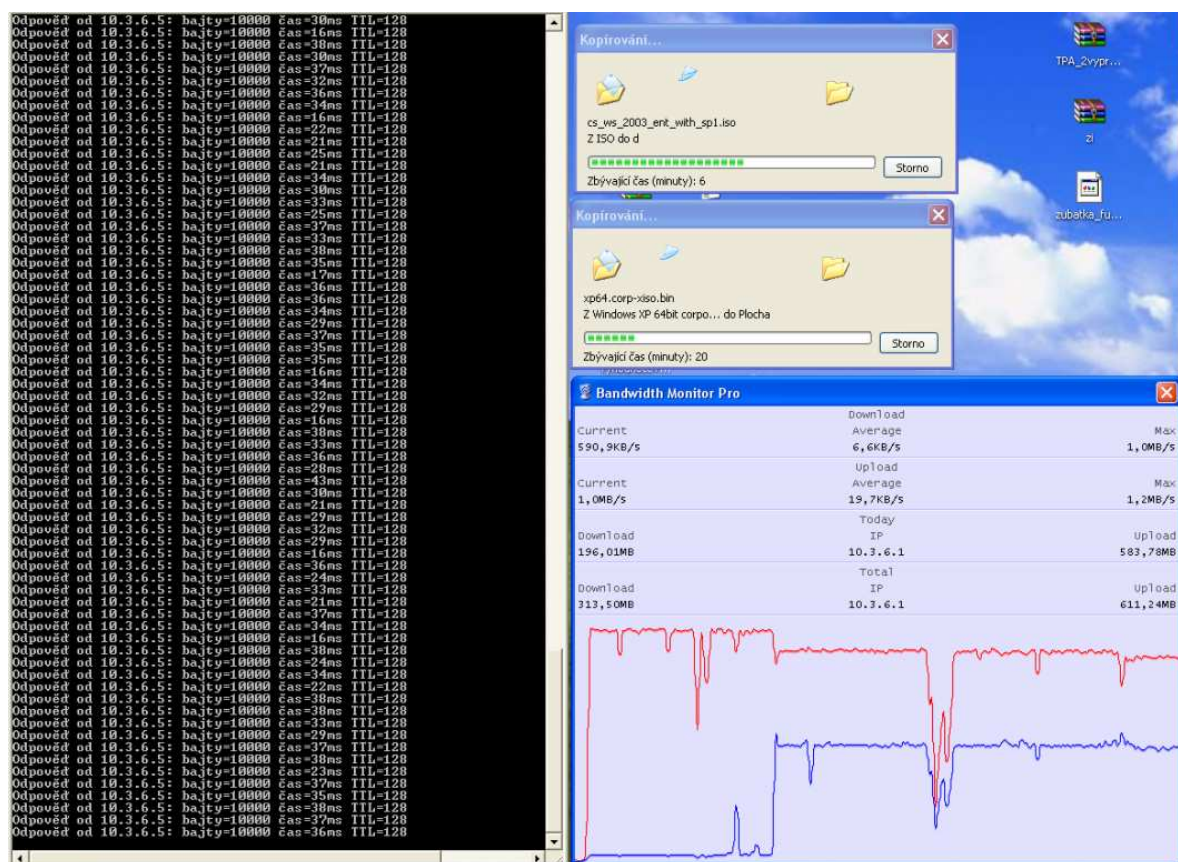 Odpověď od 10.3.6.5: bajty=10000 čas=30ms TTL=128
Odpověď od 10.3.6.5: bajty=10000 čas=16ms TTL=128
Odpověď od 10.3.6.5: bajty=10000 čas=38ms TTL=128
Odpověď od 10.3.6.5: bajty=10000 čas=30ms TTL=128
Odpověď od 10.3.6.5: bajty=10000 čas=37ms TTL=128
Odpověď od 10.3.6.5: bajty=10000 čas=32ms TTL=128
Odpověď od 10.3.6.5: bajty=10000 čas=36ms TTL=128
Odpověď od 10.3.6.5: bajty=10000 čas=34ms TTL=128
Odpověď od 10.3.6.5: bajty=10000 čas=16ms TTL=128
Odpověď od 10.3.6.5: bajty=10000 čas=22ms TTL=128
Odpověď od 10.3.6.5: bajty=10000 čas=21ms TTL=128
Odpověď od 10.3.6.5: bajty=10000 čas=25ms TTL=128
Odpověď od 10.3.6.5: bajty=10000 čas=21ms TTL=128
Odpověď od 10.3.6.5: bajty=10000 čas=34ms TTL=128
Odpověď od 10.3.6.5: bajty=10000 čas=30ms TTL=128
Odpověď od 10.3.6.5: bajty=10000 čas=33ms TTL=128
Odpověď od 10.3.6.5: bajty=10000 čas=25ms TTL=128
Odpověď od 10.3.6.5: bajty=10000 čas=37ms TTL=128
Odpověď od 10.3.6.5: bajty=10000 čas=33ms TTL=128
Odpověď od 10.3.6.5: bajty=10000 čas=38ms TTL=128
Odpověď od 10.3.6.5: bajty=10000 čas=35ms TTL=128
Odpověď od 10.3.6.5: bajty=10000 čas=17ms TTL=128
Odpověď od 10.3.6.5: bajty=10000 čas=36ms TTL=128
Odpověď od 10.3.6.5: bajty=10000 čas=36ms TTL=128
Odpověď od 10.3.6.5: bajty=10000 čas=34ms TTL=128
Odpověď od 10.3.6.5: bajty=10000 čas=29ms TTL=128
Odpověď od 10.3.6.5: bajty=10000 čas=37ms TTL=128
Odpověď od 10.3.6.5: bajty=10000 čas=35ms TTL=128
Odpověď od 10.3.6.5: bajty=10000 čas=35ms TTL=128
Odpověď od 10.3.6.5: bajty=10000 čas=16ms TTL=128
Odpověď od 10.3.6.5: bajty=10000 čas=34ms TTL=128
Odpověď od 10.3.6.5: bajty=10000 čas=32ms TTL=128
Odpověď od 10.3.6.5: bajty=10000 čas=29ms TTL=128
Odpověď od 10.3.6.5: bajty=10000 čas=16ms TTL=128
Odpověď od 10.3.6.5: bajty=10000 čas=38ms TTL=128
Odpověď od 10.3.6.5: bajty=10000 čas=33ms TTL=128
Odpověď od 10.3.6.5: bajty=10000 čas=36ms TTL=128
Odpověď od 10.3.6.5: bajty=10000 čas=28ms TTL=128
Odpověď od 10.3.6.5: bajty=10000 čas=43ms TTL=128
Odpověď od 10.3.6.5: bajty=10000 čas=30ms TTL=128
Odpověď od 10.3.6.5: bajty=10000 čas=21ms TTL=128
Odpověď od 10.3.6.5: bajty=10000 čas=29ms TTL=128
Odpověď od 10.3.6.5: bajty=10000 čas=32ms TTL=128
Odpověď od 10.3.6.5: bajty=10000 čas=29ms TTL=128
Odpověď od 10.3.6.5: bajty=10000 čas=16ms TTL=128
Odpověď od 10.3.6.5: bajty=10000 čas=36ms TTL=128
Odpověď od 10.3.6.5: bajty=10000 čas=24ms TTL=128
Odpověď od 10.3.6.5: bajty=10000 čas=33ms TTL=128
Odpověď od 10.3.6.5: bajty=10000 čas=21ms TTL=128
Odpověď od 10.3.6.5: bajty=10000 čas=37ms TTL=128
Odpověď od 10.3.6.5: bajty=10000 čas=34ms TTL=128
Odpověď od 10.3.6.5: bajty=10000 čas=16ms TTL=128
Odpověď od 10.3.6.5: bajty=10000 čas=38ms TTL=128
Odpověď od 10.3.6.5: bajty=10000 čas=24ms TTL=128
Odpověď od 10.3.6.5: bajty=10000 čas=34ms TTL=128
Odpověď od 10.3.6.5: bajty=10000 čas=22ms TTL=128
Odpověď od 10.3.6.5: bajty=10000 čas=38ms TTL=128
Odpověď od 10.3.6.5: bajty=10000 čas=38ms TTL=128
Odpověď od 10.3.6.5: bajty=10000 čas=33ms TTL=128
Odpověď od 10.3.6.5: bajty=10000 čas=29ms TTL=128
Odpověď od 10.3.6.5: bajty=10000 čas=37ms TTL=128
Odpověď od 10.3.6.5: bajty=10000 čas=38ms TTL=128
Odpověď od 10.3.6.5: bajty=10000 čas=23ms TTL=128
Odpověď od 10.3.6.5: bajty=10000 čas=37ms TTL=128
Odpověď od 10.3.6.5: bajty=10000 čas=35ms TTL=128
Odpověď od 10.3.6.5: bajty=10000 čas=38ms TTL=128
Odpověď od 10.3.6.5: bajty=10000 čas=37ms TTL=128
Odpověď od 10.3.6.5: bajty=10000 čas=36ms TTL=128
Kopírování...
cs_ws_2003_ent_with_sp1.iso
Z ISO do d
Storno
Zbývající čas (minuty): 6
Kopírování...
xp64.corp-xiso.bin
Z Windows XP 64bit corpo... do Plocha
Storno
Zbývající čas (minuty): 20
TPA_2vypr...
zi
zubatka_fu...
Bandwidth Monitor Pro
Download
Current Average Max
590,9KB/s 6,6KB/s 1,0MB/s
Upload
Current Average Max
1,0MB/s 19,7KB/s 1,2MB/s
Today
Download IP Upload
196,01MB 10.3.6.1 583,78MB
Total
Download IP Upload
313,50MB 10.3.6.1 611,24MB